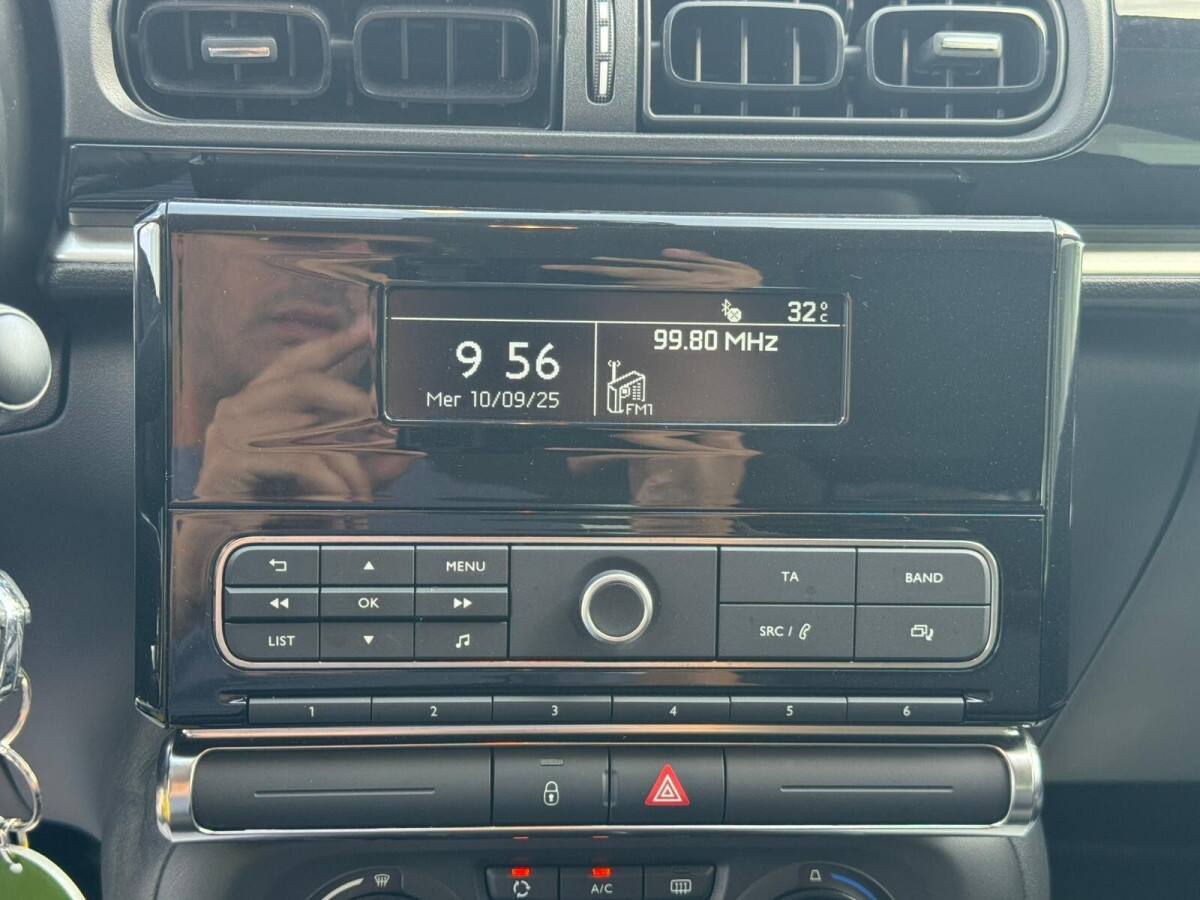 32°C
99.80 MHz
9 56
Mer 10/09/25
FM1
MENU
TA
BAND
OK
LIST
SRC /
1 2 3 4 5 6
A/C